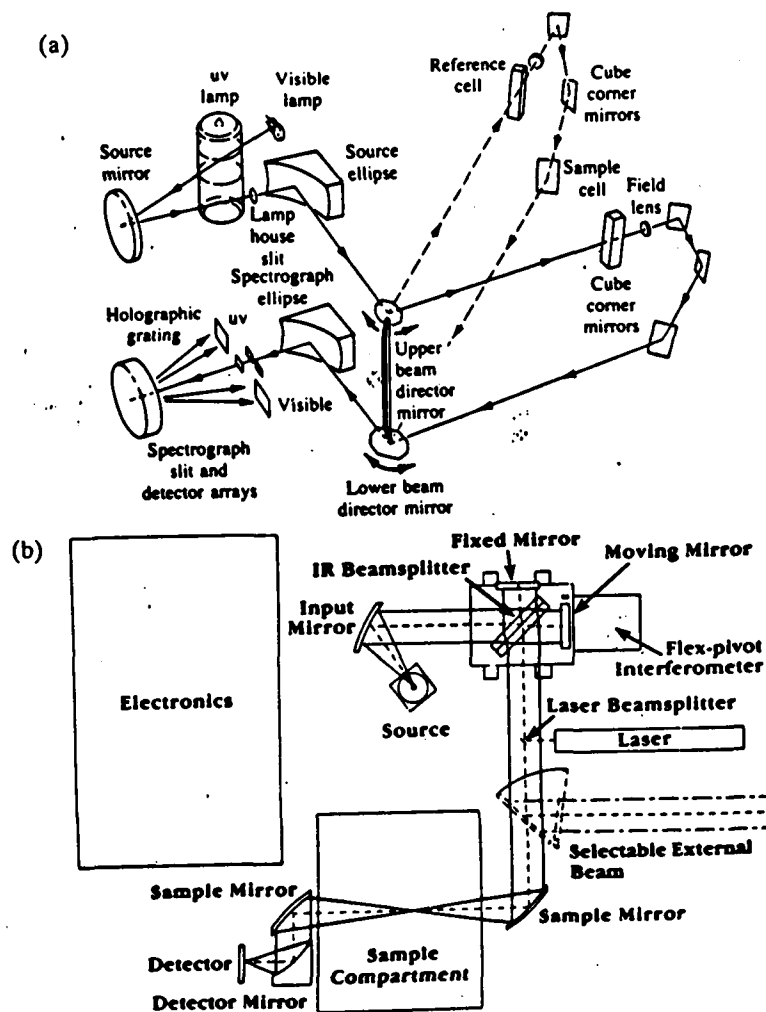 (a)
uv
lamp
Visible
lamp
Source
mirror
Source
ellipse
Lamp
house
slit
Reference
cell
Cube
corner
mirrors
Sample
cell
Field
lens
Cube
corner
mirrors
Spectrograph
ellipse
Holographic
grating
uv
Visible
Upper
beam
director
mirror
Spectrograph
slit and
detector arrays
Lower beam
director mirror
(b)
Fixed Mirror
IR Beamsplitter
Moving Mirror
Input
Mirror
Flex-pivot
Interferometer
Electronics
Source
Laser Beamsplitter
Laser
Selectable External
Beam
Sample Mirror
Sample Mirror
Sample
Compartment
Detector
Detector Mirror